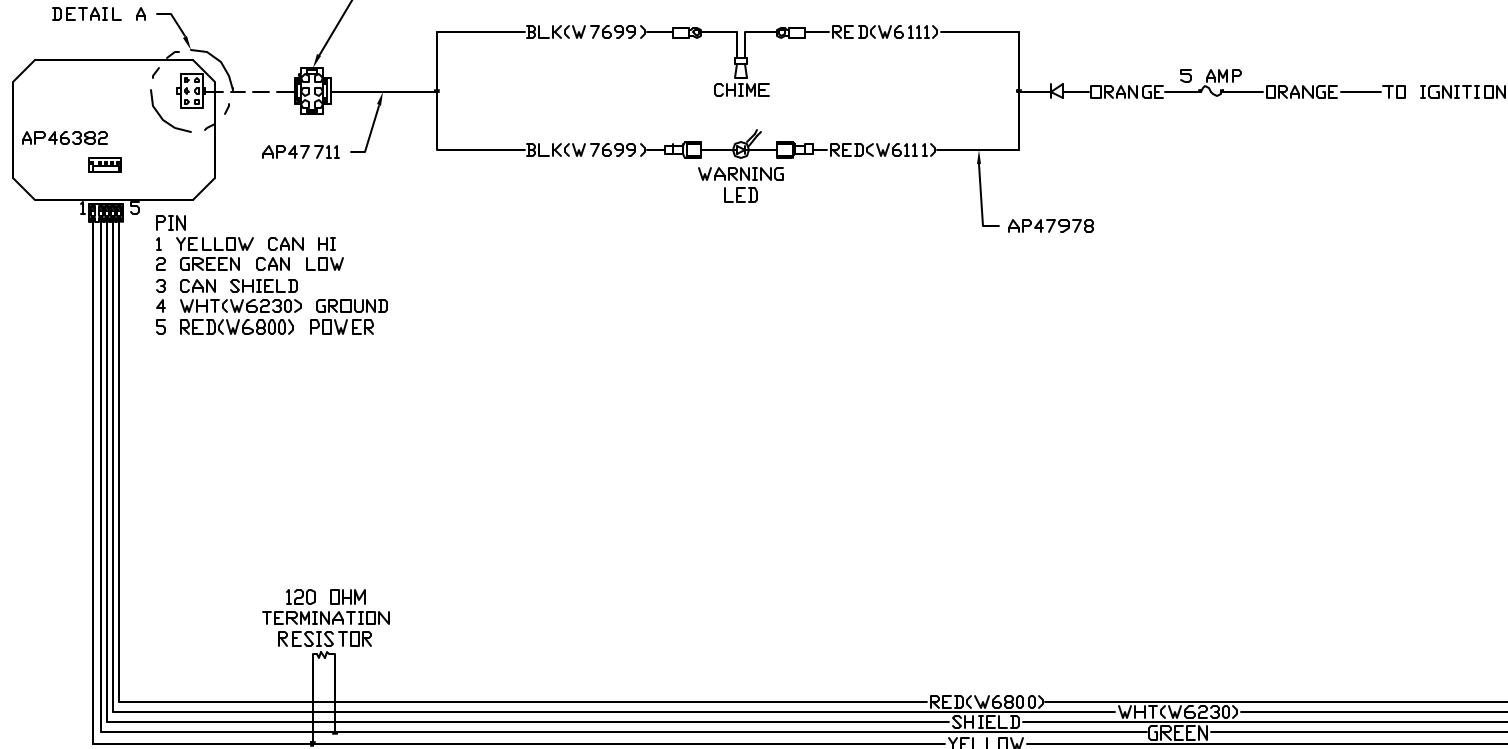 DETAIL A
BLK(W7699)
RED(W6111)
CHIME
5 AMP
ORANGE
ORANGE
TO IGNITION
AP46382
AP47711
BLK(W7699)
RED(W6111)
WARNING
LED
AP47978
1
5
PIN
1 YELLOW CAN HI
2 GREEN CAN LOW
3 CAN SHIELD
4 WHT(W6230) GROUND
5 RED(W6800) POWER
120 OHM
TERMINATION
RESISTOR
RED(W6800)
WHT(W6230)
SHIELD
GREEN
YELLOW